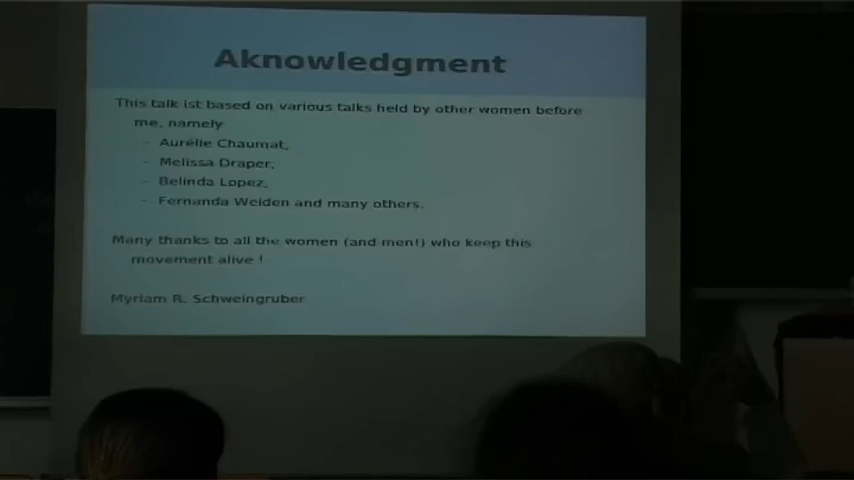 Aknowledgment
This talk ist based on various talks held by other women before
me, namely
- Aurélie Chaumat,
- Melissa Draper,
- Belinda Lopez,
- Fernanda Weiden and many others.
Many thanks to all the women (and men!) who keep this
movement alive !
Myriam R. Schweingruber